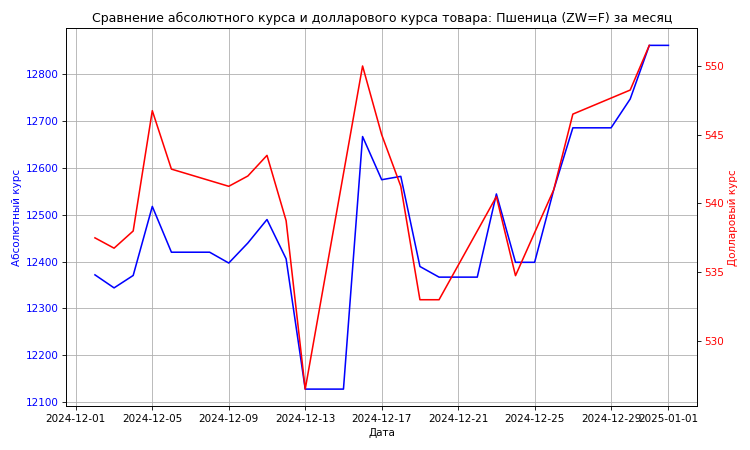 Сравнение абсолютного курса и долларового курса товара: Пшеница (ZW=F) за месяц
12800
12700
12600
12500
12400
12300
12200
12100
Абсолютный курс
550
545
540
535
530
Долларовый курс
2024-12-01 2024-12-05 2024-12-09 2024-12-13 2024-12-17 2024-12-21 2024-12-25 2024-12-29 2025-01-01
Дата